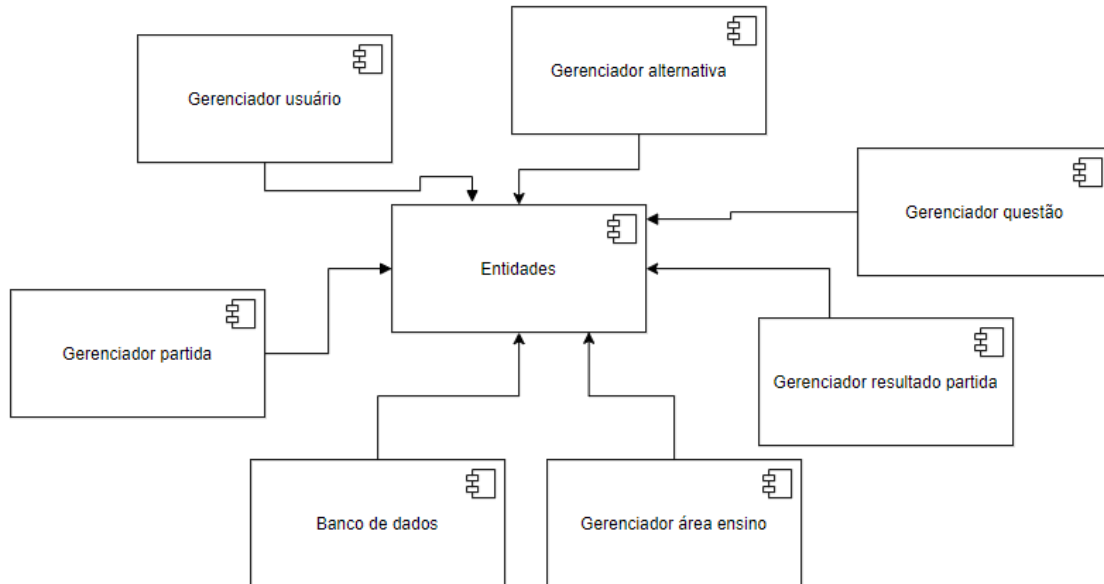 Gerenciador alternativa
Gerenciador usuário
Gerenciador questão
Entidades
Gerenciador partida
Gerenciador resultado partida
Banco de dados
Gerenciador área ensino